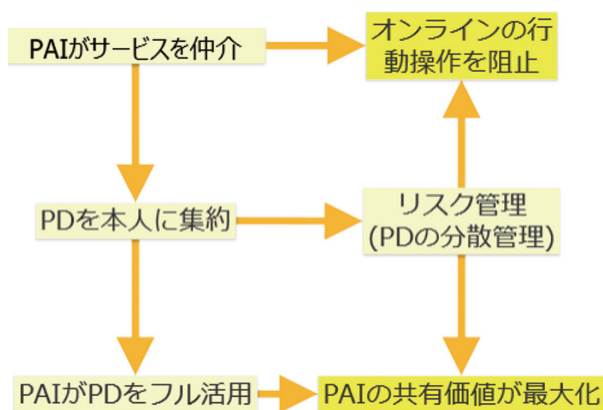 PAIがサービスを仲介
オンラインの行
動操作を阻止
PDを本人に集約
リスク管理
(PDの分散管理)
PAIがPDをフル活用
PAIの共有価値が最大化